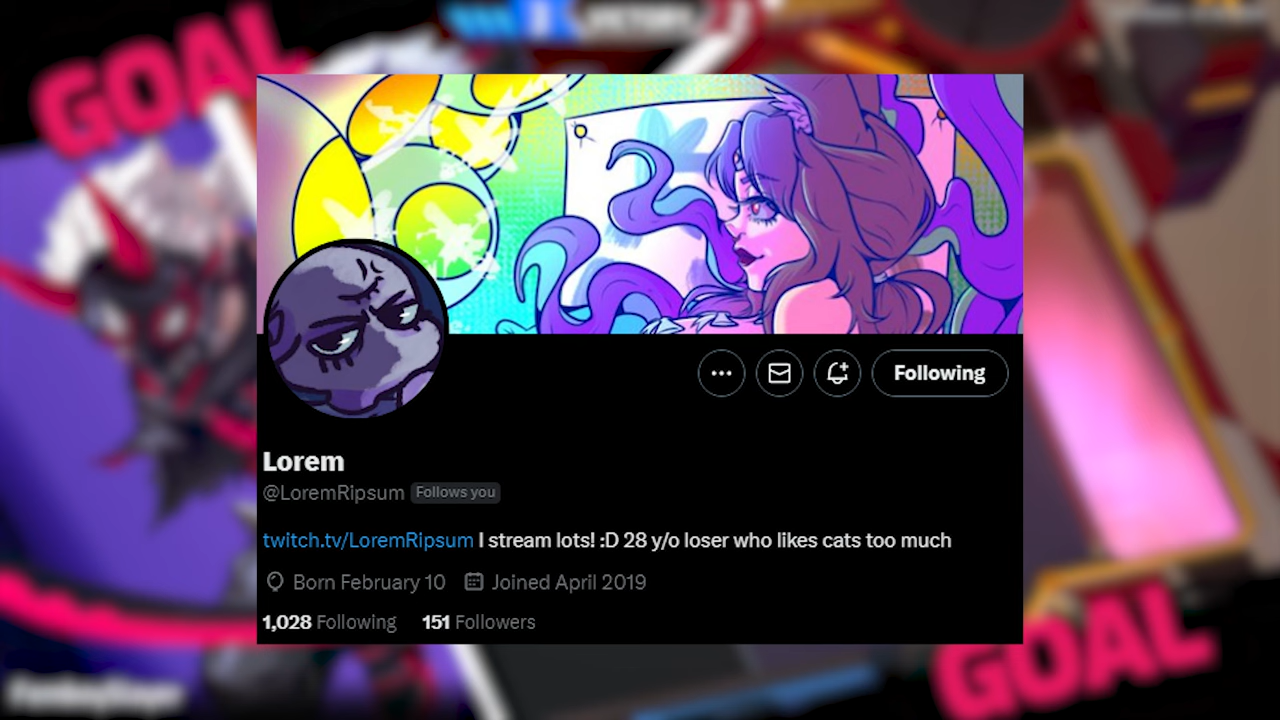 GOAL
Following
Lorem
@LoremRipsum Follows you
twitch.tv/LoremRipsum I stream lots! :D 28 y/o loser who likes cats too much
Born February 10 Joined April 2019
1,028 Following 151 Followers
GOAL